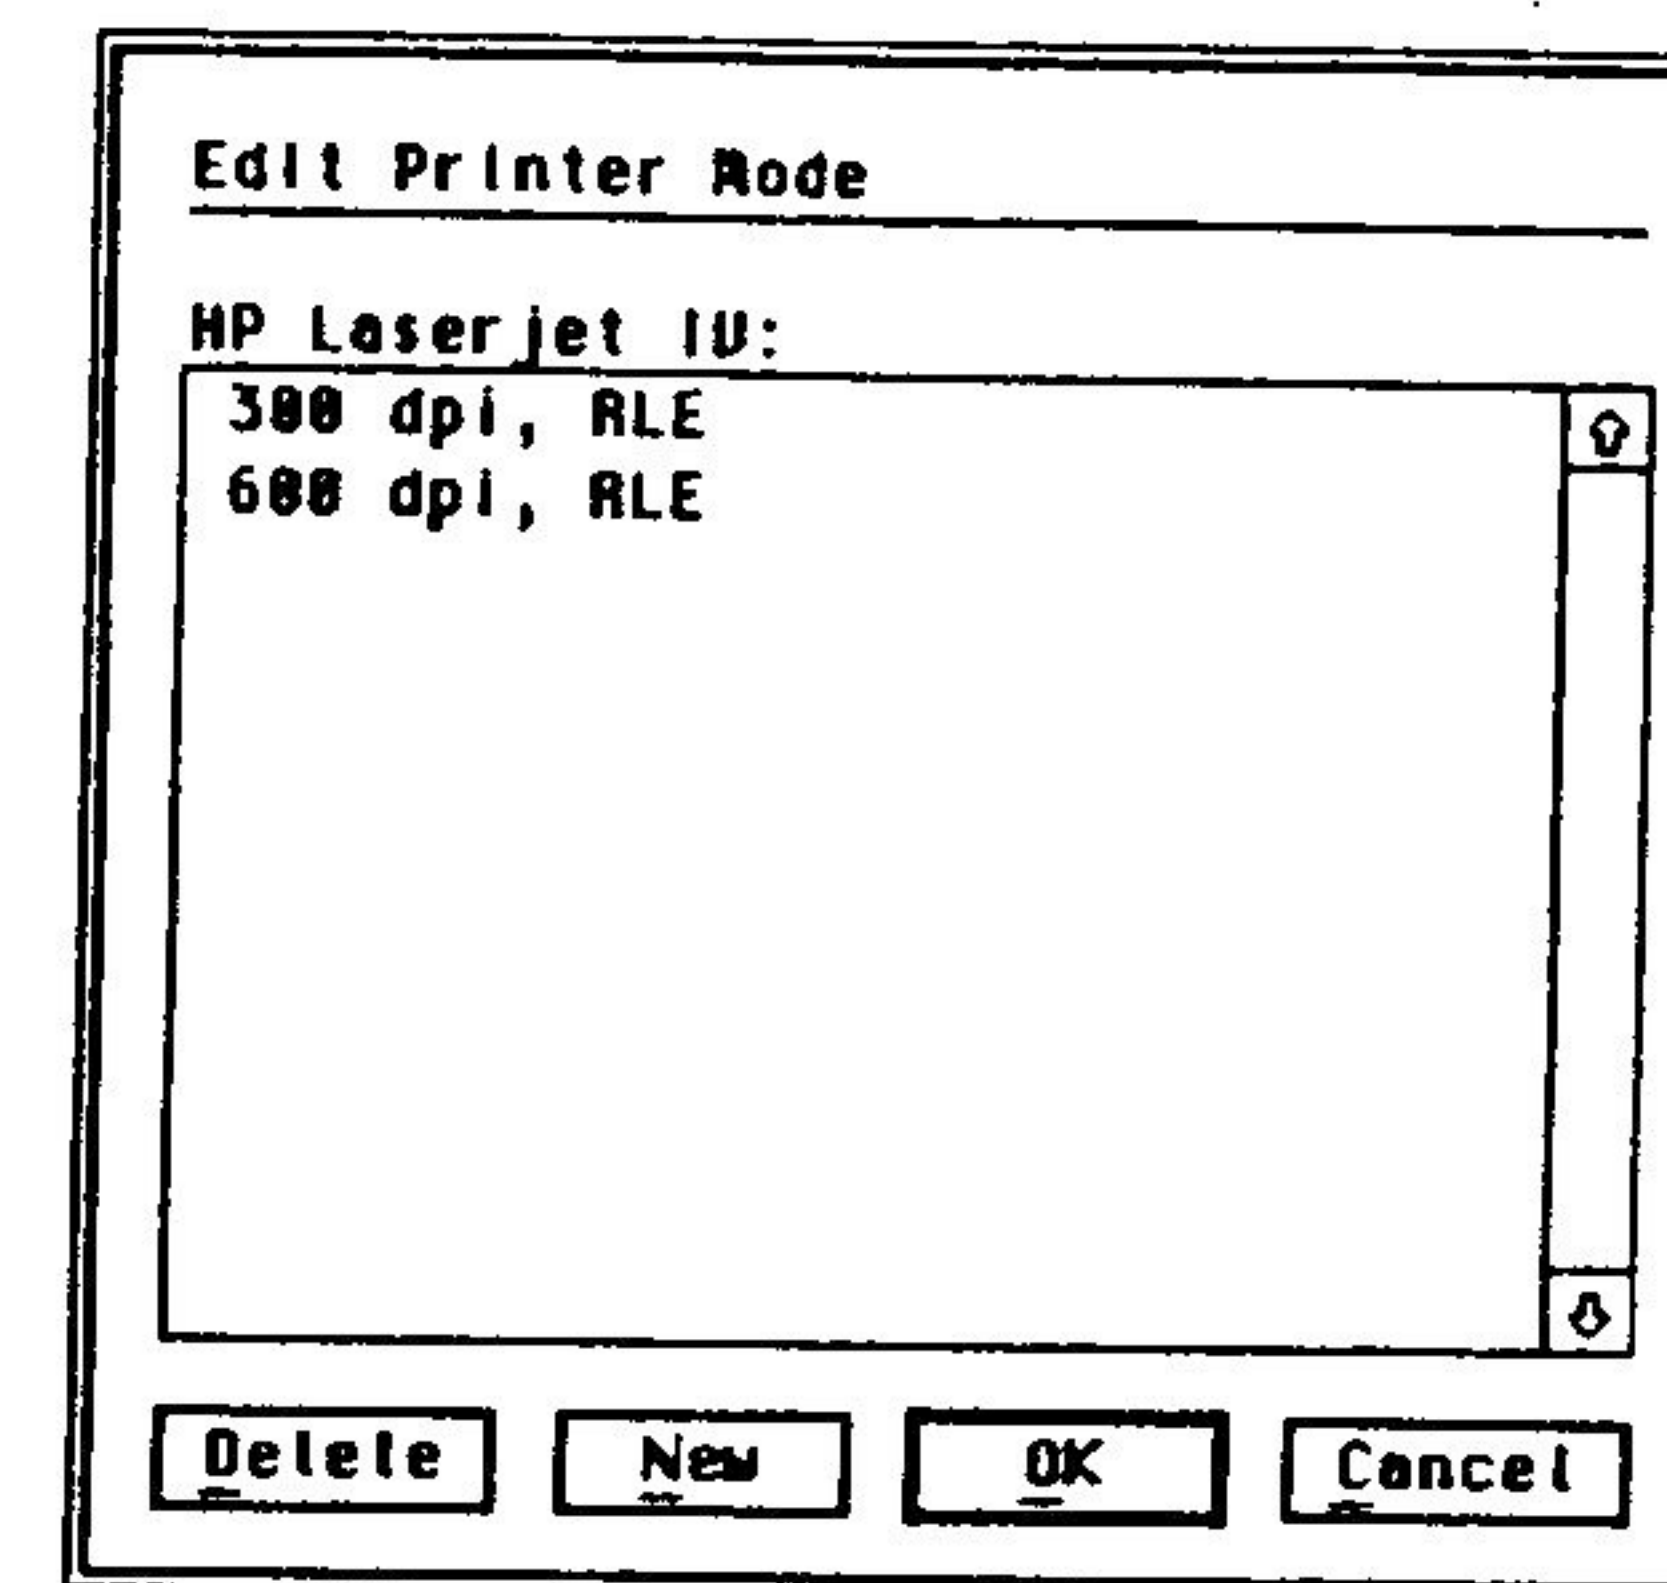 Edit Printer Mode
HP Laserjet IV:
300 dpi, RLE
600 dpi, RLE
Delete New OK Cancel